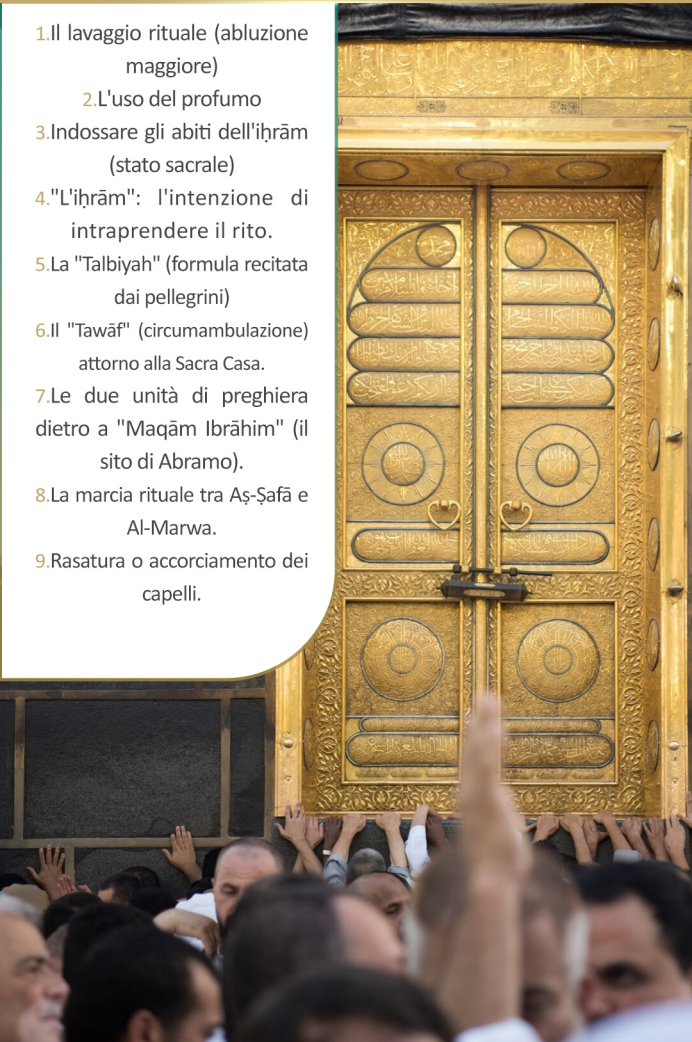 1.Il lavaggio rituale (abluzione
maggiore)
2.L'uso del profumo
3.Indossare gli abiti dell'iḥrām
(stato sacrale)
4."L'iḥrām": l'intenzione di
intraprendere il rito.
5.La "Talbiyah" (formula recitata
dai pellegrini)
6.Il "Tawāf" (circumambulazione)
attorno alla Sacra Casa.
7.Le due unità di preghiera
dietro a "Maqām Ibrāhim" (il
sito di Abramo).
8.La marcia rituale tra Aṣ-Ṣafā e
Al-Marwa.
9.Rasatura o accorciamento dei
capelli.